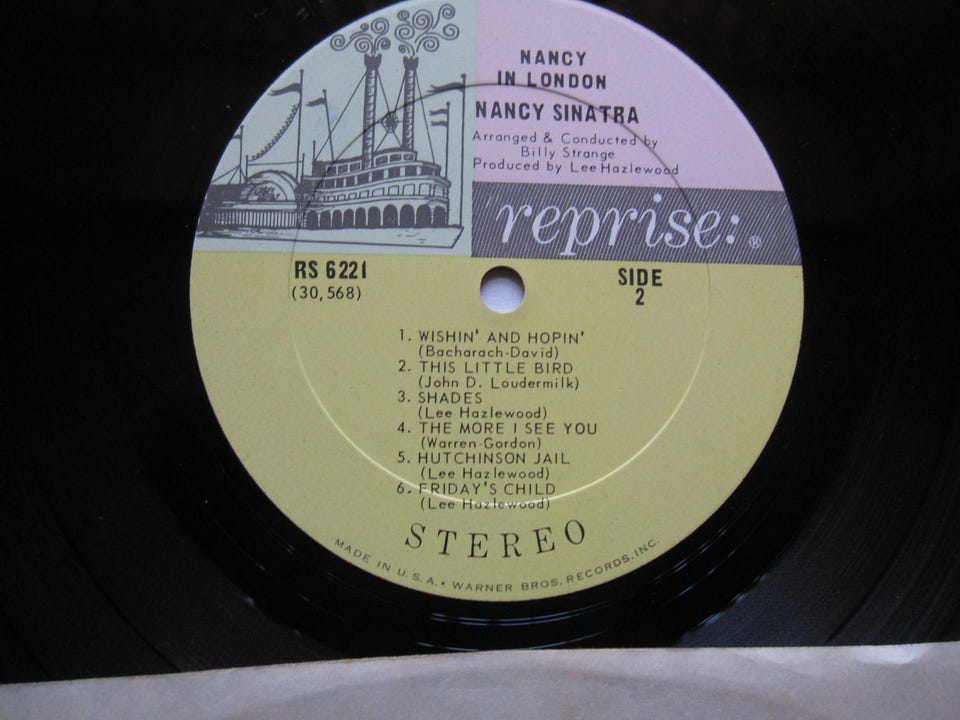 NANCY
IN LONDON
NANCY SINATRA
Arranged & Conducted by
Billy Strange
Produced by Lee Hazlewood
reprise: ®
RS 6221
(30,568)
SIDE
2
1. WISHIN' AND HOPIN'
(Bacharach-David)
2. THIS LITTLE BIRD
(John D. Loudermilk)
3. SHADES
(Lee Hazlewood)
4. THE MORE I SEE YOU
(Warren-Gordon)
5. HUTCHINSON JAIL
(Lee Hazlewood)
6. FRIDAY'S CHILD
(Lee Hazlewood)
STEREO
MADE IN U.S.A. • WARNER BROS. RECORDS, INC.